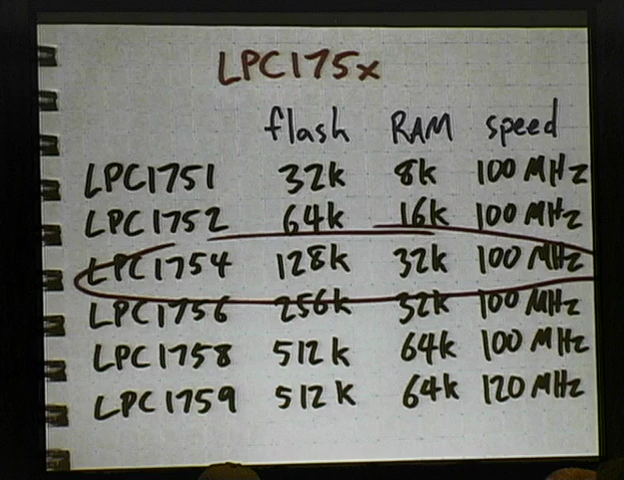 LPC175x
flash RAM speed
LPC1751 32k 8k 100 MHz
LPC1752 64k 16k 100 MHz
LPC1754 128k 32k 100 MHz
LPC1756 256k 32k 100 MHz
LPC1758 512k 64k 100 MHz
LPC1759 512k 64k 120 MHz